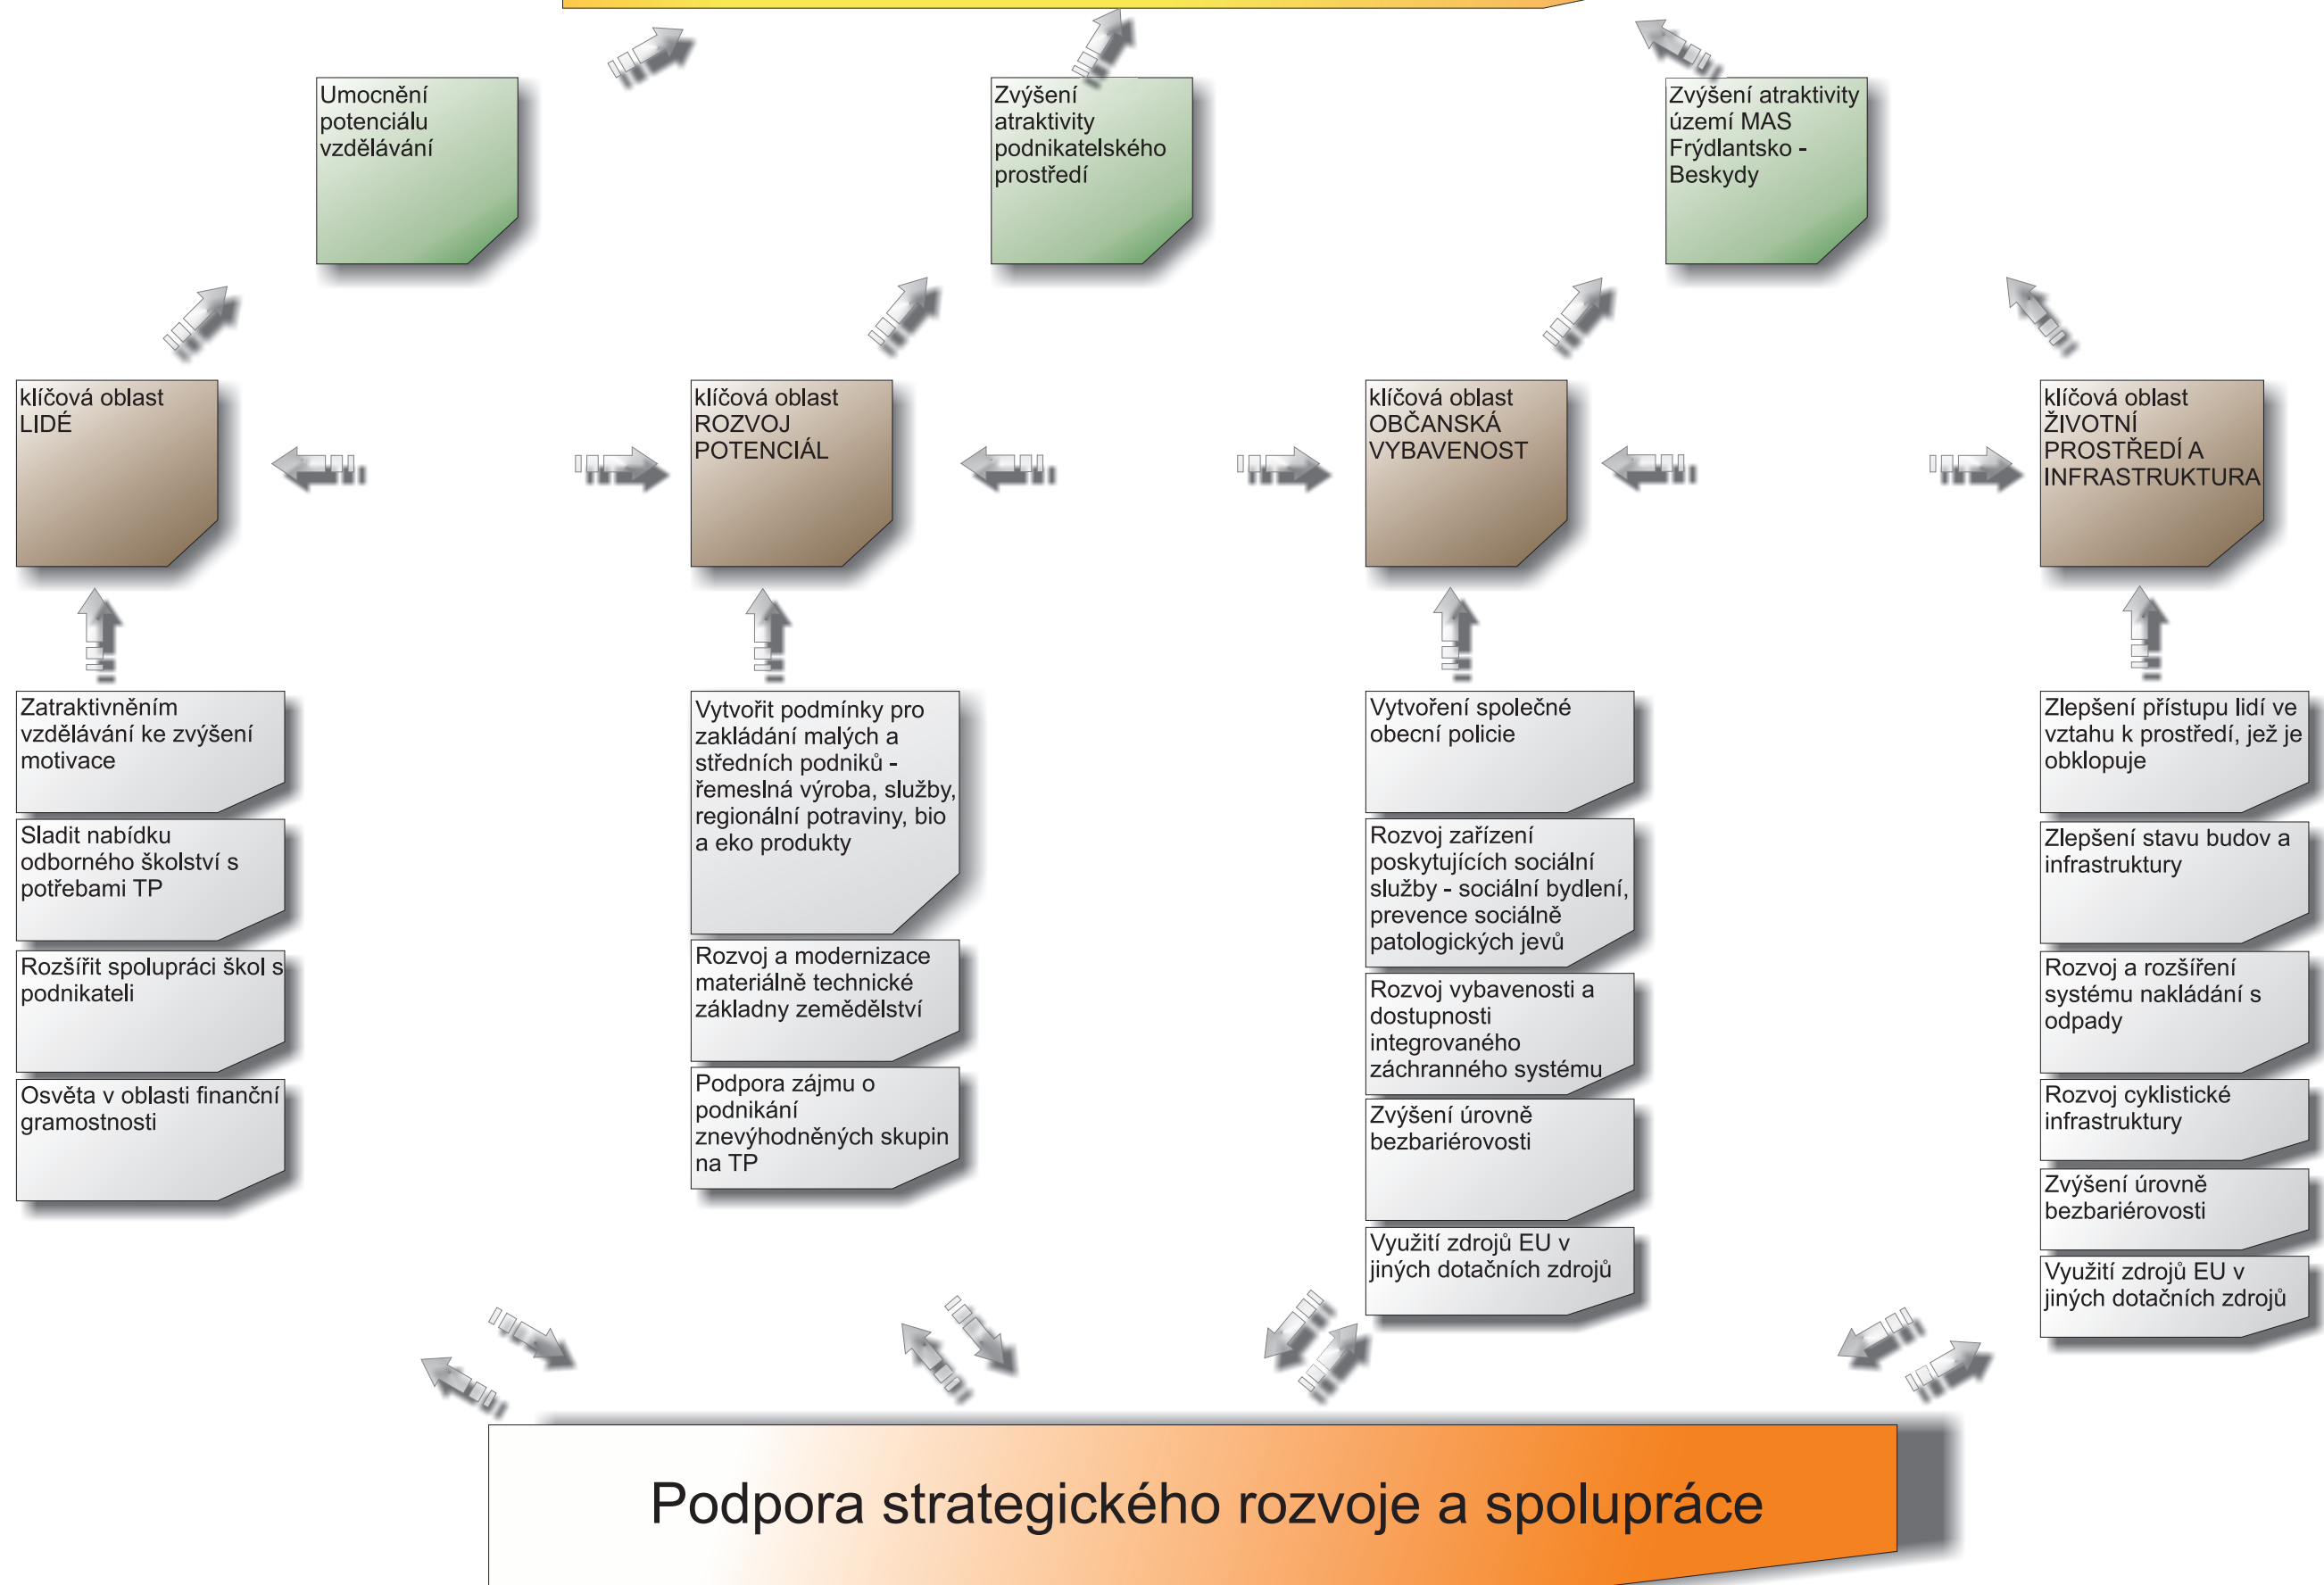 Umocnění
potenciálu
vzdělávání
Zvýšení
atraktivity
podnikatelského
prostředí
Zvýšení atraktivity
území MAS
Frýdlantsko -
Beskydy
klíčová oblast
LIDÉ
klíčová oblast
ROZVOJ
POTENCIÁL
klíčová oblast
OBČANSKÁ
VYBAVENOST
klíčová oblast
ŽIVOTNÍ
PROSTŘEDÍ A
INFRASTRUKTURA
Zatraktivněním
vzdělávání ke zvýšení
motivace
Sladit nabídku
odborného školství s
potřebami TP
Rozšířit spolupráci škol s
podnikateli
Osvěta v oblasti finanční
gramostnosti
Vytvořit podmínky pro
zakládání malých a
středních podniků -
řemeslná výroba, služby,
regionální potraviny, bio
a eko produkty
Rozvoj a modernizace
materiálně technické
základny zemědělství
Podpora zájmu o
podnikání
znevýhodněných skupin
na TP
Vytvoření společné
obecní policie
Rozvoj zařízení
poskytujících sociální
služby - sociální bydlení,
prevence sociálně
patologických jevů
Rozvoj vybavenosti a
dostupnosti
integrovaného
záchranného systému
Zvýšení úrovně
bezbariérovosti
Využití zdrojů EU v
jiných dotačních zdrojů
Zlepšení přístupu lidí ve
vztahu k prostředí, jež je
obklopuje
Zlepšení stavu budov a
infrastruktury
Rozvoj a rozšíření
systému nakládání s
odpady
Rozvoj cyklistické
infrastruktury
Zvýšení úrovně
bezbariérovosti
Využití zdrojů EU v
jiných dotačních zdrojů
Podpora strategického rozvoje a spolupráce